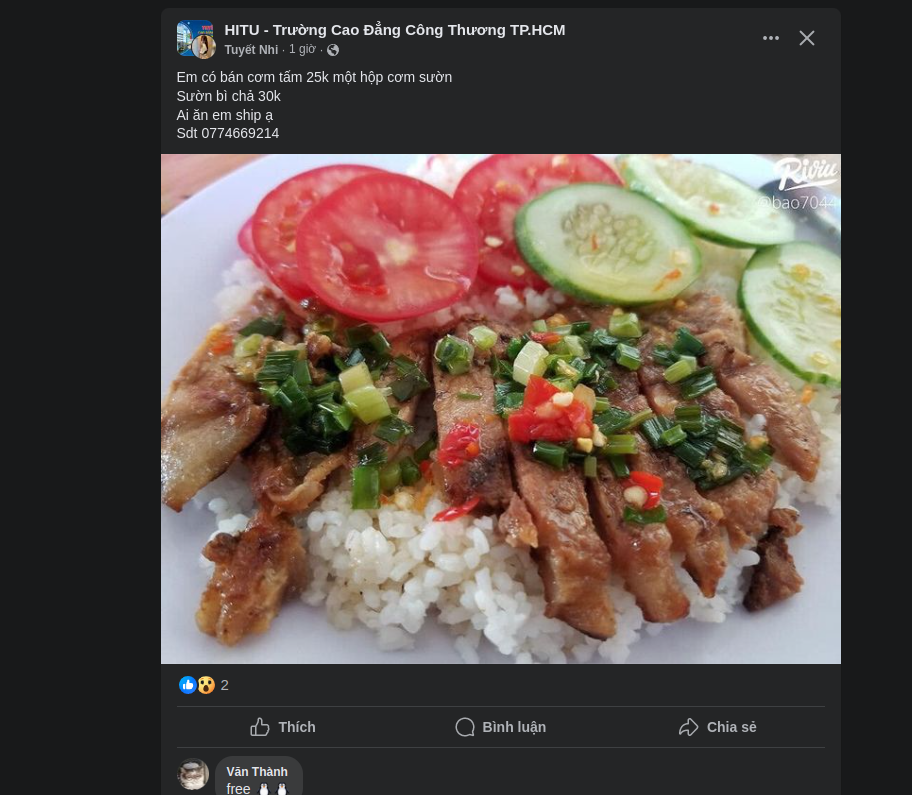 HITU - Trường Cao Đẳng Công Thương TP.HCM
Tuyết Nhi · 1 giờ ·
Em có bán cơm tấm 25k một hộp cơm sườn
Sườn bì chả 30k
Ai ăn em ship ạ
Sdt 0774669214
Riviu
@bao7044
2
Thích
Bình luận
Chia sẻ
Văn Thành
free